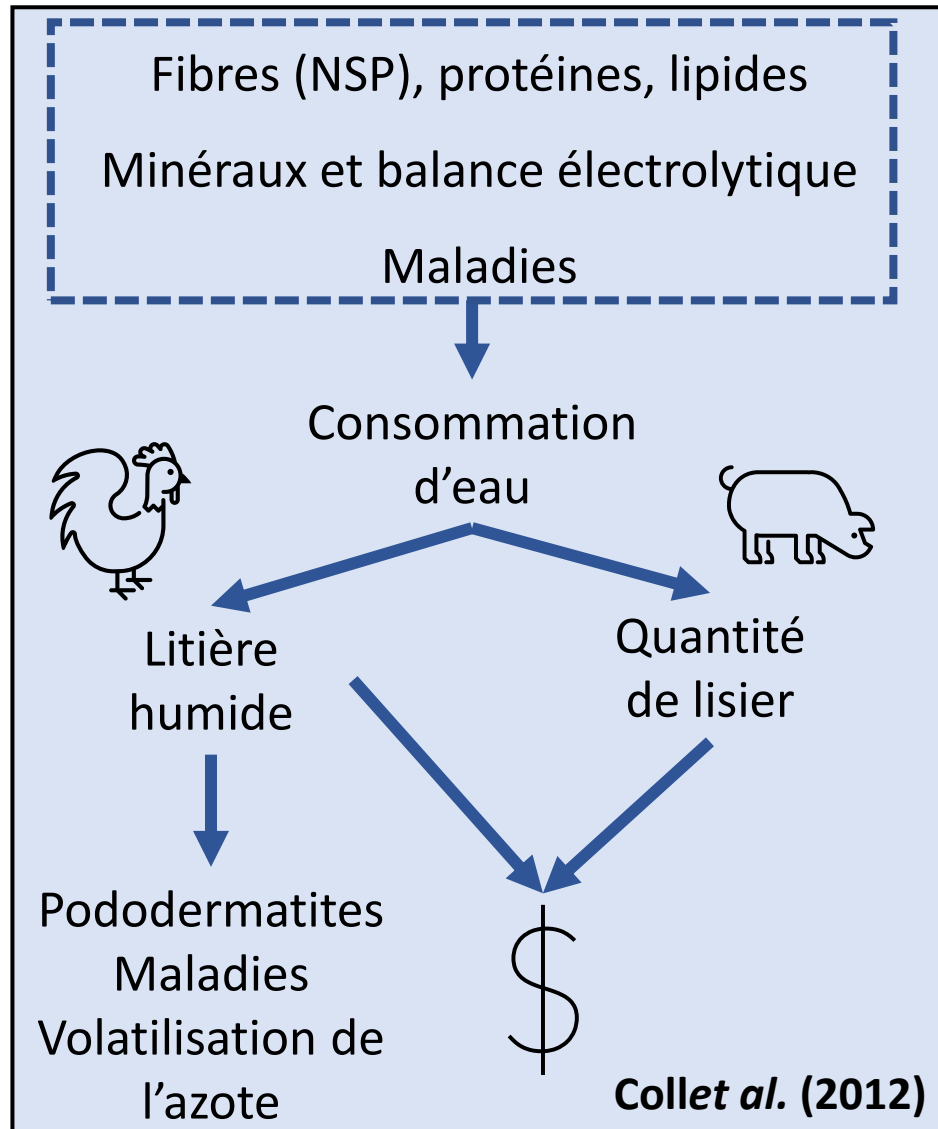 Fibres (NSP), protéines, lipides
Minéraux et balance électrolytique
Maladies
Consommation
d'eau
Litière
humide
Quantité
de lisier
Pododermatites
Maladies
Volatilisation de
l'azote
$
Collet al. (2012)